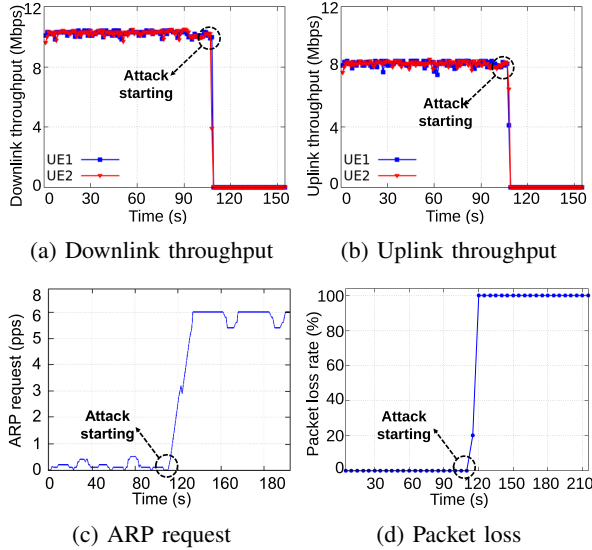 Downlink throughput (Mbps)
12
8
4
0
Attack
starting
UE1
UE2
0 30 60 90 120 150
Time (s)
(a) Downlink throughput
Uplink throughput (Mbps)
12
8
4
0
Attack
starting
UE1
UE2
0 30 60 90 120 150
Time (s)
(b) Uplink throughput
ARP request (pps)
8
6
5
4
3
2
1
0
Attack
starting
0 40 80 120 160 180
Time (s)
(c) ARP request
Packet loss rate (%)
100
80
60
40
20
0
Attack
starting
30 60 90 120 150 180 210
Time (s)
(d) Packet loss